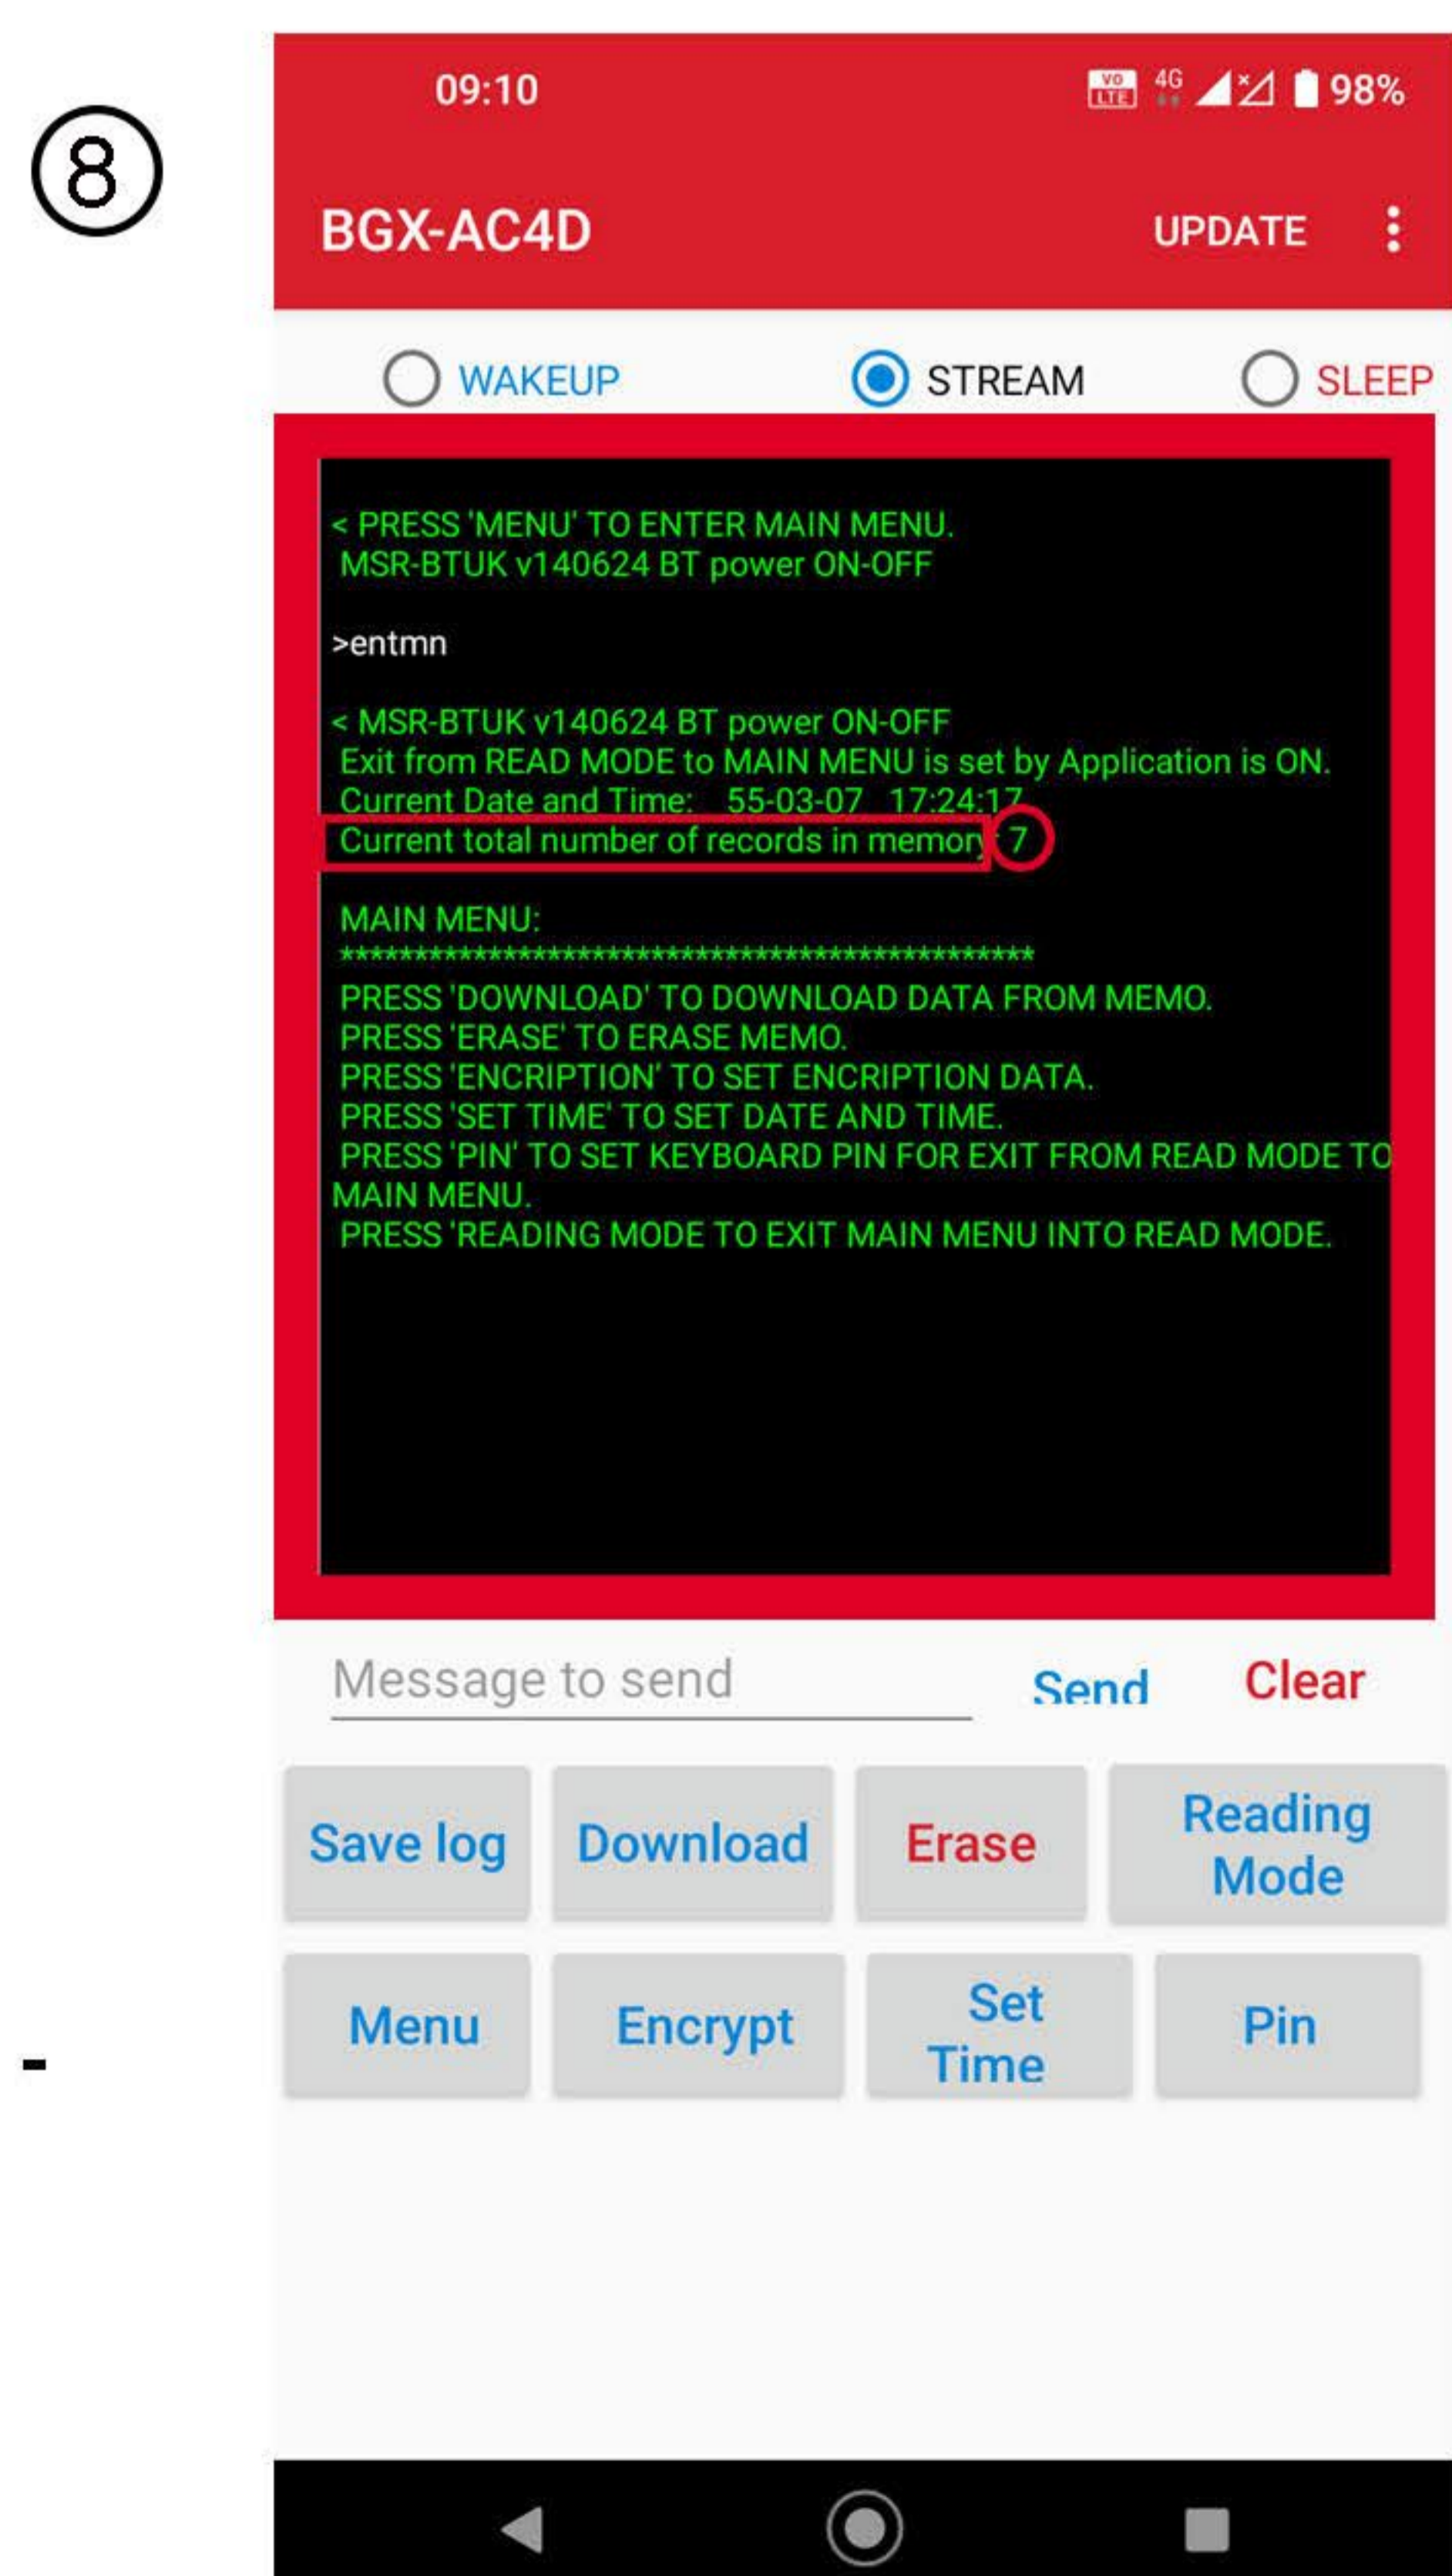 8
09:10
VO LTE 4G 98%
BGX-AC4D UPDATE
WAKEUP STREAM SLEEP
< PRESS 'MENU' TO ENTER MAIN MENU.
MSR-BTUK v140624 BT power ON-OFF
>entmn
< MSR-BTUK v140624 BT power ON-OFF
Exit from READ MODE to MAIN MENU is set by Application is ON.
Current Date and Time: 55-03-07 17:24:17
Current total number of records in memory 7
MAIN MENU:
***********************************************
PRESS 'DOWNLOAD' TO DOWNLOAD DATA FROM MEMO.
PRESS 'ERASE' TO ERASE MEMO.
PRESS 'ENCRIPTION' TO SET ENCRIPTION DATA.
PRESS 'SET TIME' TO SET DATE AND TIME.
PRESS 'PIN' TO SET KEYBOARD PIN FOR EXIT FROM READ MODE TO
MAIN MENU.
PRESS 'READING MODE TO EXIT MAIN MENU INTO READ MODE.
Message to send Send Clear
Save log Download Erase Reading Mode
Menu Encrypt Set Time Pin
-